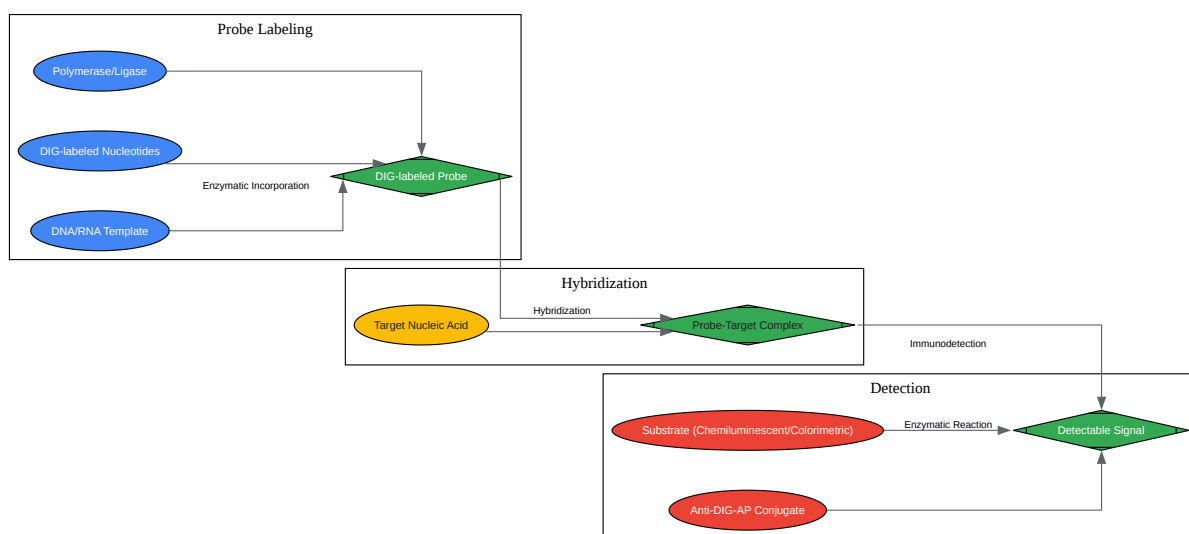 Probe Labeling
Polymerase/Ligase
DIG-labeled Nucleotides
DIG-labeled Probe
Enzymatic Incorporation
DNA/RNA Template
Hybridization
Hybridization
Target Nucleic Acid
Probe-Target Complex
Immunodetection
Detection
Substrate (Chemiluminescent/Colorimetric)
Enzymatic Reaction
Detectable Signal
Anti-DIG-AP Conjugate